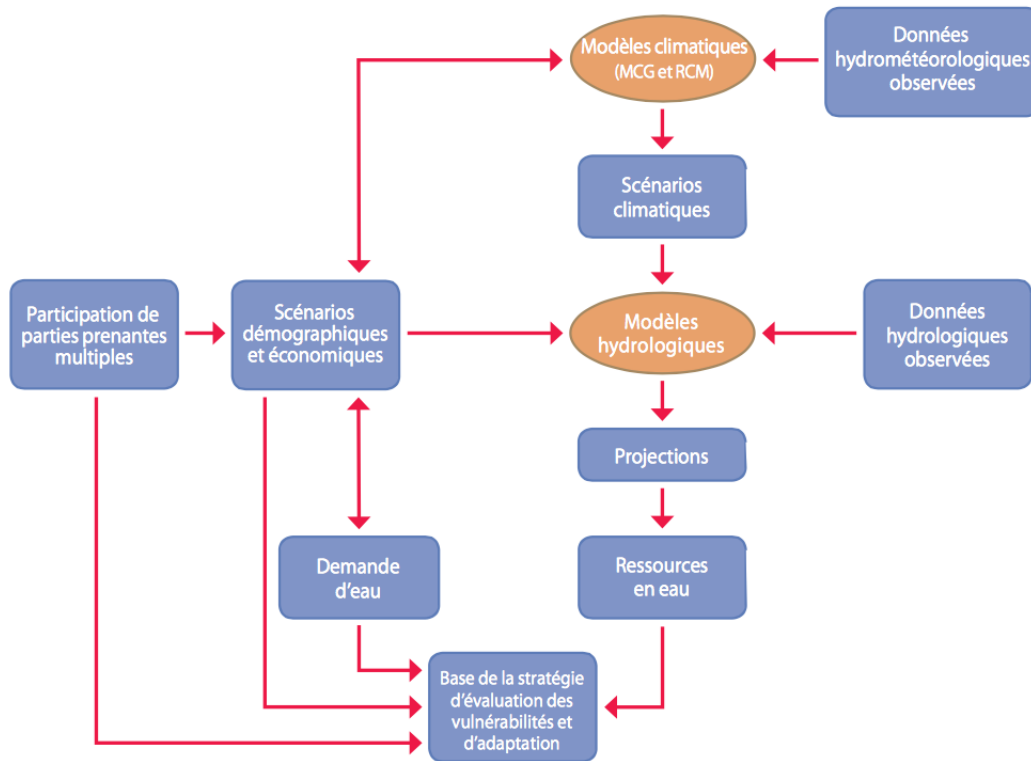 Modèles climatiques
(MCG et RCM)
Données
hydrométéorologiques
observées
Scénarios
climatiques
Participation de
parties prenantes
multiples
Scénarios
démographiques
et économiques
Modèles
hydrologiques
Données
hydrologiques
observées
Projections
Demande
d'eau
Ressources
en eau
Base de la stratégie
d'évaluation des
vulnérabilités et
d'adaptation